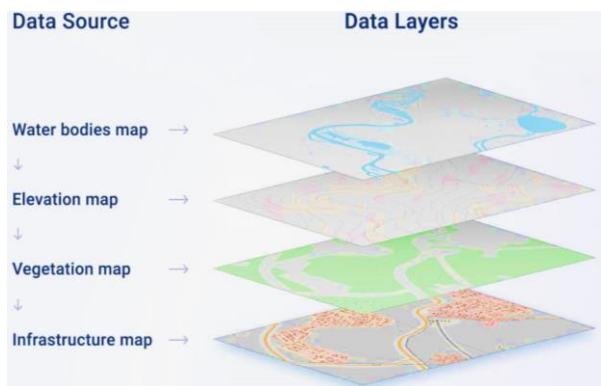 Data Source
Data Layers
Water bodies map →
↓
Elevation map →
↓
Vegetation map →
↓
Infrastructure map →